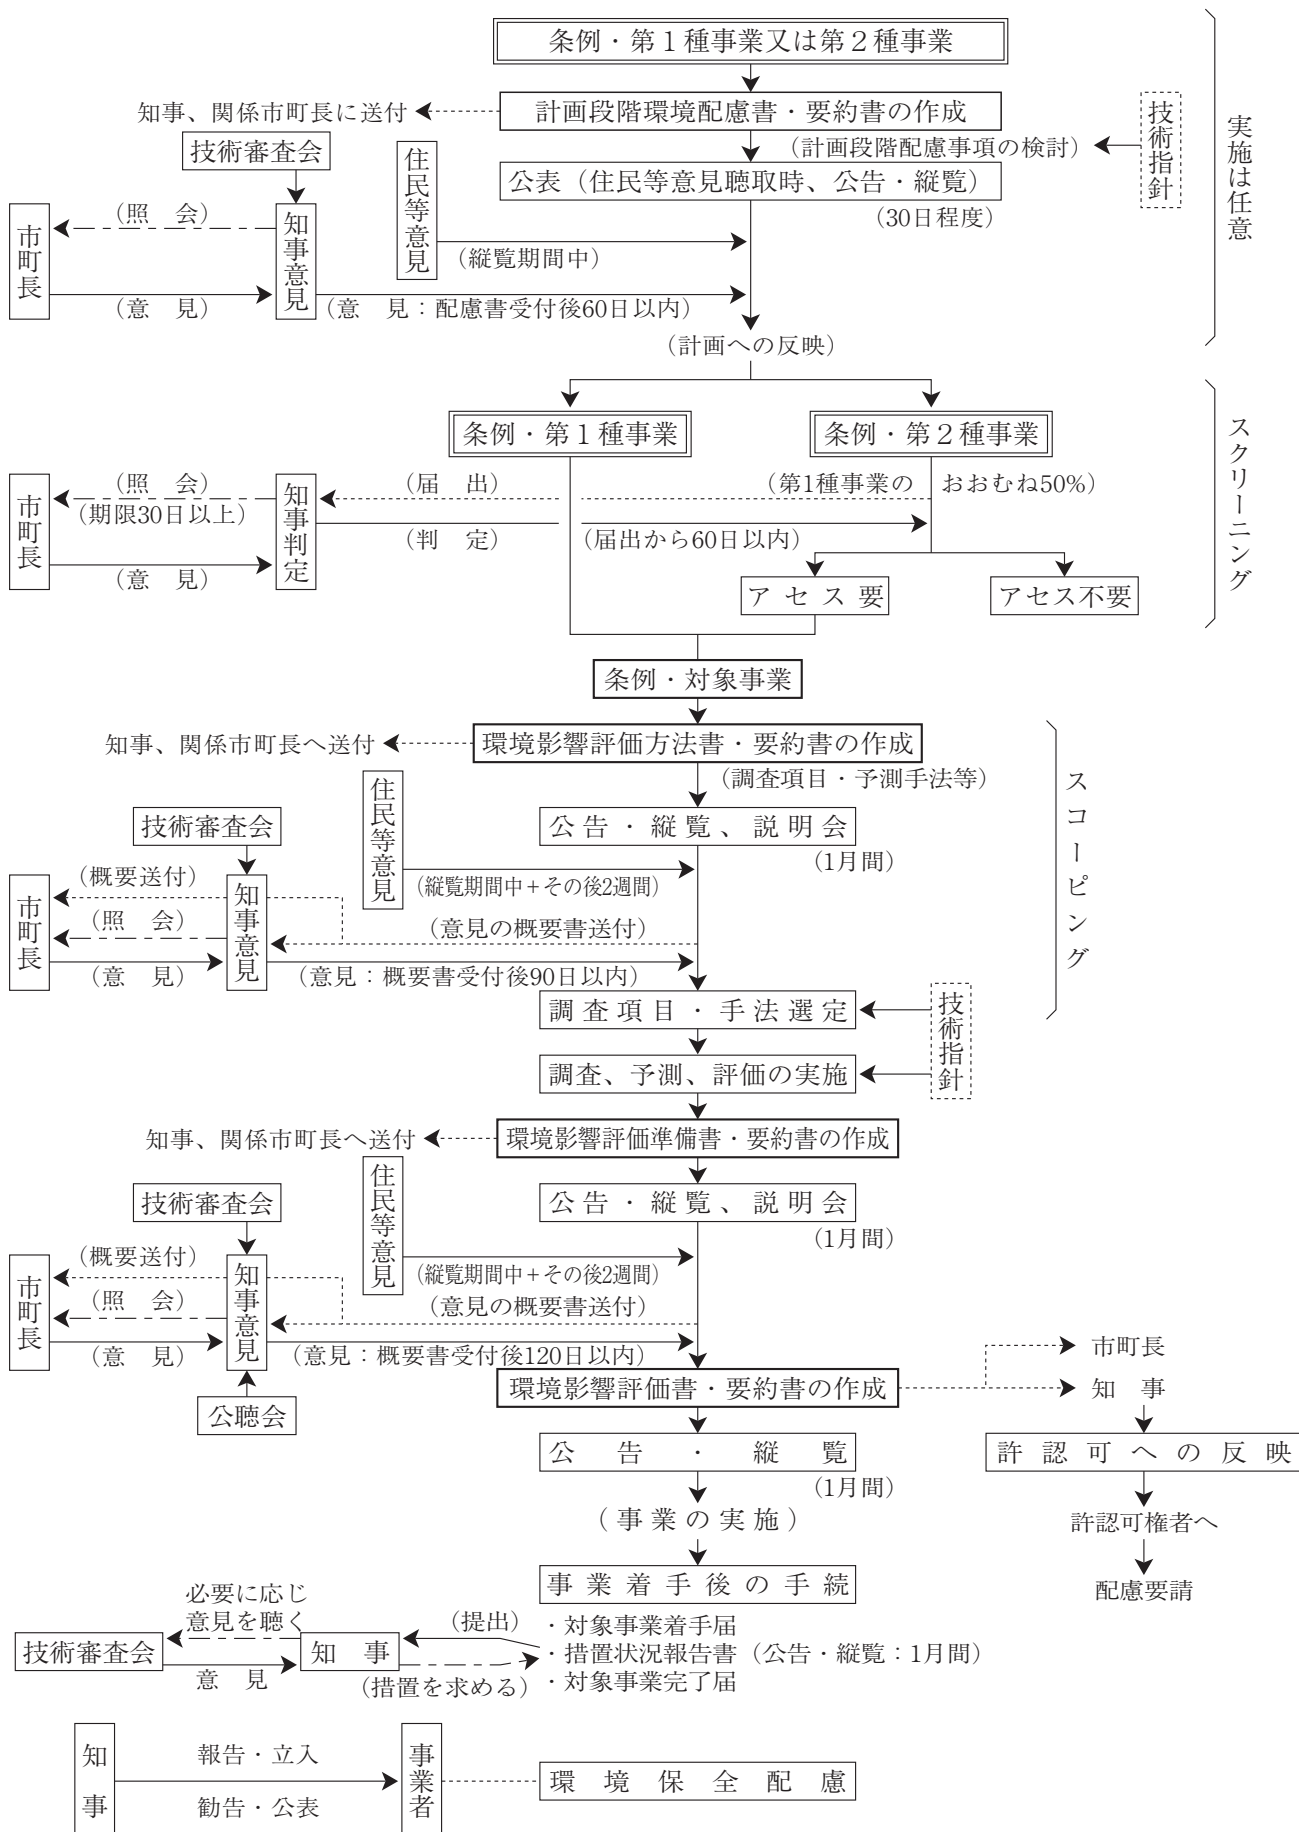 条例・第１種事業又は第２種事業
知事、関係市町長に送付
計画段階環境配慮書・要約書の作成
技術指針
実施は任意
技術審査会
住民等意見
（計画段階配慮事項の検討）
公表（住民等意見聴取時、公告・縦覧）
（30日程度）
市町長
（照　会）
知事意見
（縦覧期間中）
（意　見）
（意　見：配慮書受付後60日以内）
（計画への反映）
条例・第１種事業
条例・第２種事業
スクリーニング
市町長
（照　会）
（期限30日以上）
知事判定
（届　出）
（第1種事業の　おおむね50%）
（判　定）
（届出から60日以内）
（意　見）
アセス要
アセス不要
条例・対象事業
知事、関係市町長へ送付
環境影響評価方法書・要約書の作成
スコーピング
（調査項目・予測手法等）
住民等意見
技術審査会
公告・縦覧、説明会
（1月間）
（概要送付）
（縦覧期間中＋その後2週間）
市町長
知事意見
（照　会）
（意見の概要書送付）
（意　見）
（意見：概要書受付後90日以内）
調査項目・手法選定
技術指針
調査、予測、評価の実施
知事、関係市町長へ送付
環境影響評価準備書・要約書の作成
住民等意見
技術審査会
公告・縦覧、説明会
（1月間）
（概要送付）
（縦覧期間中＋その後2週間）
市町長
知事意見
（照　会）
（意見の概要書送付）
（意　見）
（意見：概要書受付後120日以内）
市町長
環境影響評価書・要約書の作成
知　事
公聴会
公告・縦覧
（1月間）
許認可への反映
（事業の実施）
許認可権者へ
事業着手後の手続
配慮要請
必要に応じ
意見を聴く
（提出）
・対象事業着手届
技術審査会
知　事
・措置状況報告書（公告・縦覧：1月間）
意　見
（措置を求める）
・対象事業完了届
知事
報告・立入
勧告・公表
事業者
環境保全配慮